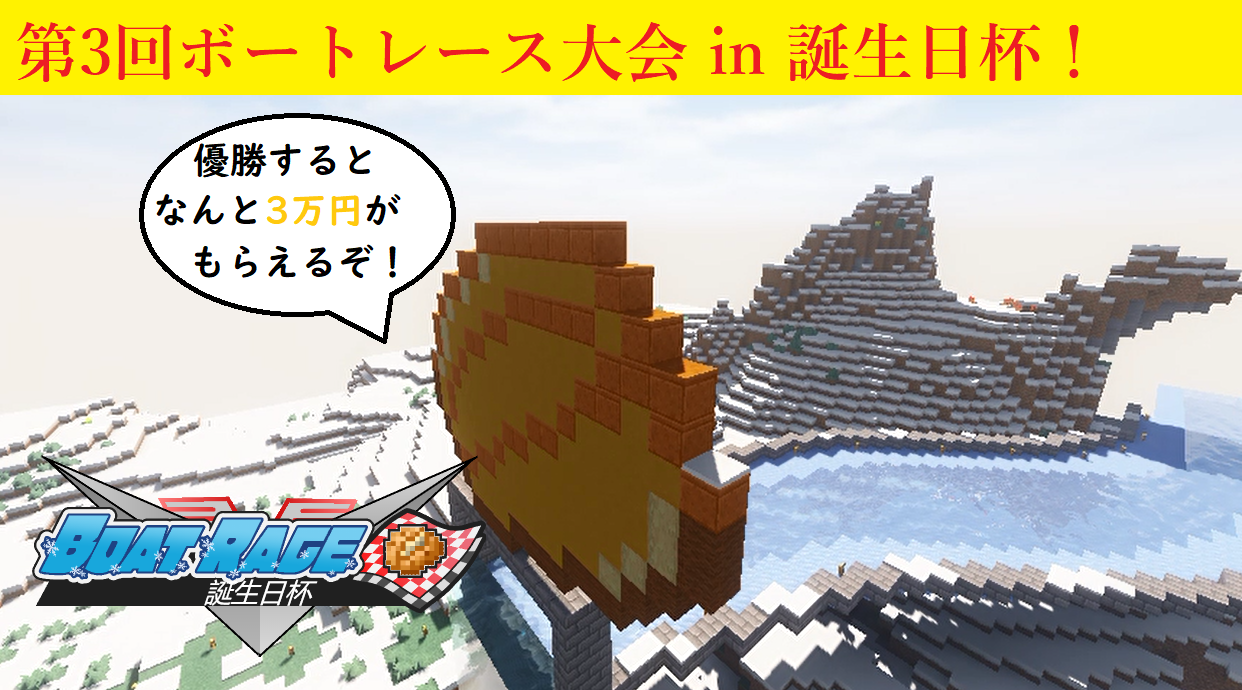 第3回ボートレース大会 in 誕生日杯！
優勝すると
なんと3万円が
もらえるぞ！
BOAT RACE
誕生日杯